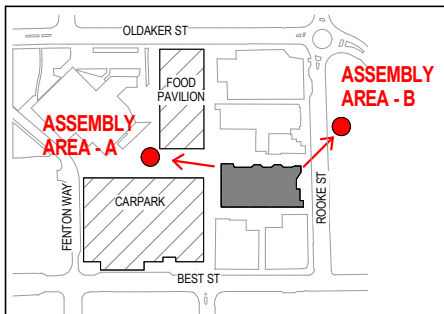 OLDAKER ST
FOOD
PAVILION
ASSEMBLY
AREA - B
ASSEMBLY
AREA - A
FENTON WAY
CARPARK
ROOKE ST
BEST ST